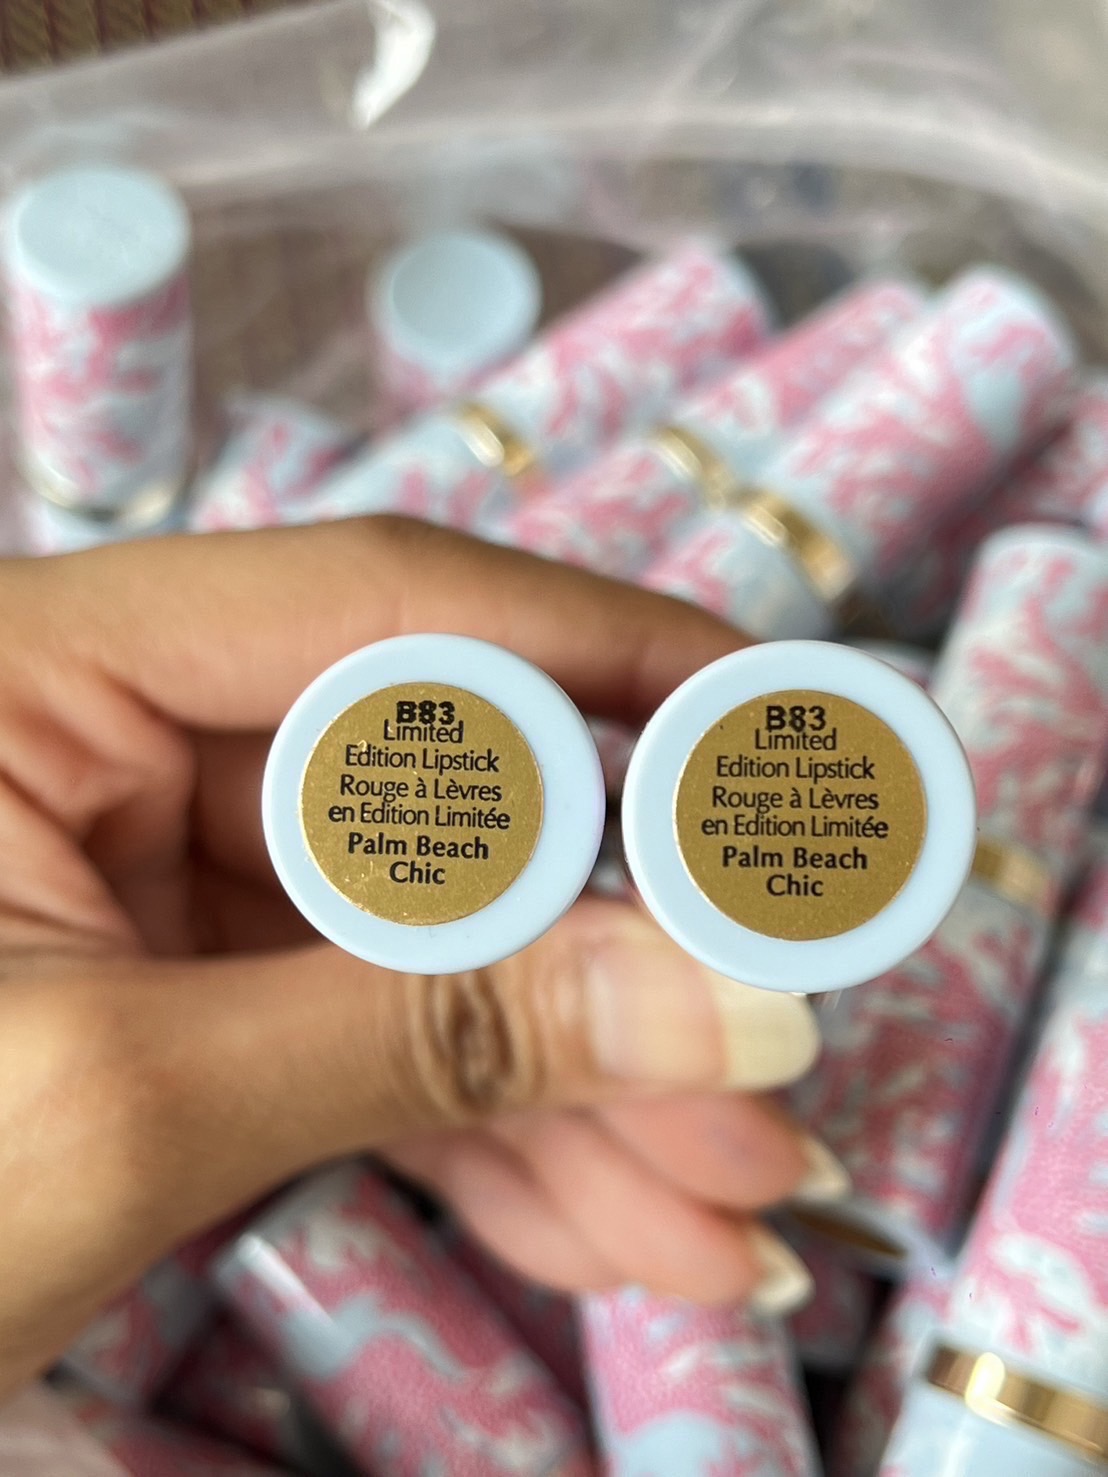 B83
Limited
Edition Lipstick
Rouge à Lèvres
en Edition Limitée
Palm Beach
Chic
B83
Limited
Edition Lipstick
Rouge à Lèvres
en Edition Limitée
Palm Beach
Chic